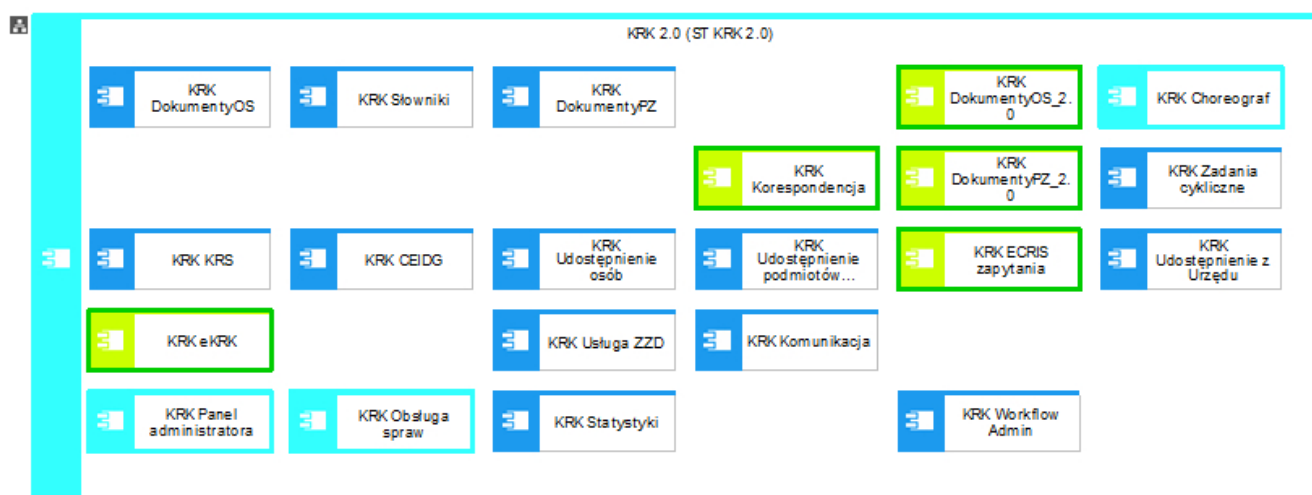 KRK 2.0 (ST KRK 2.0)
KRK
DokumentyOS
KRK Słowniki
KRK
DokumentyPZ
KRK
DokumentyOS_2.
0
KRK Choreograf
KRK
Korespondencja
KRK
DokumentyPZ_2.
0
KRK Zadania
cykliczne
KRK KRS
KRK CEIDG
KRK
Udostępnienie
osób
KRK
Udostępnienie
podmiotów...
KRK ECRIS
zapytania
KRK
Udostępnienie z
Urzędu
KRK eKRK
KRK Usługa ZZD
KRK Komunikacja
KRK Panel
administratora
KRK Obsługa
spraw
KRK Statystyki
KRK Workflow
Admin